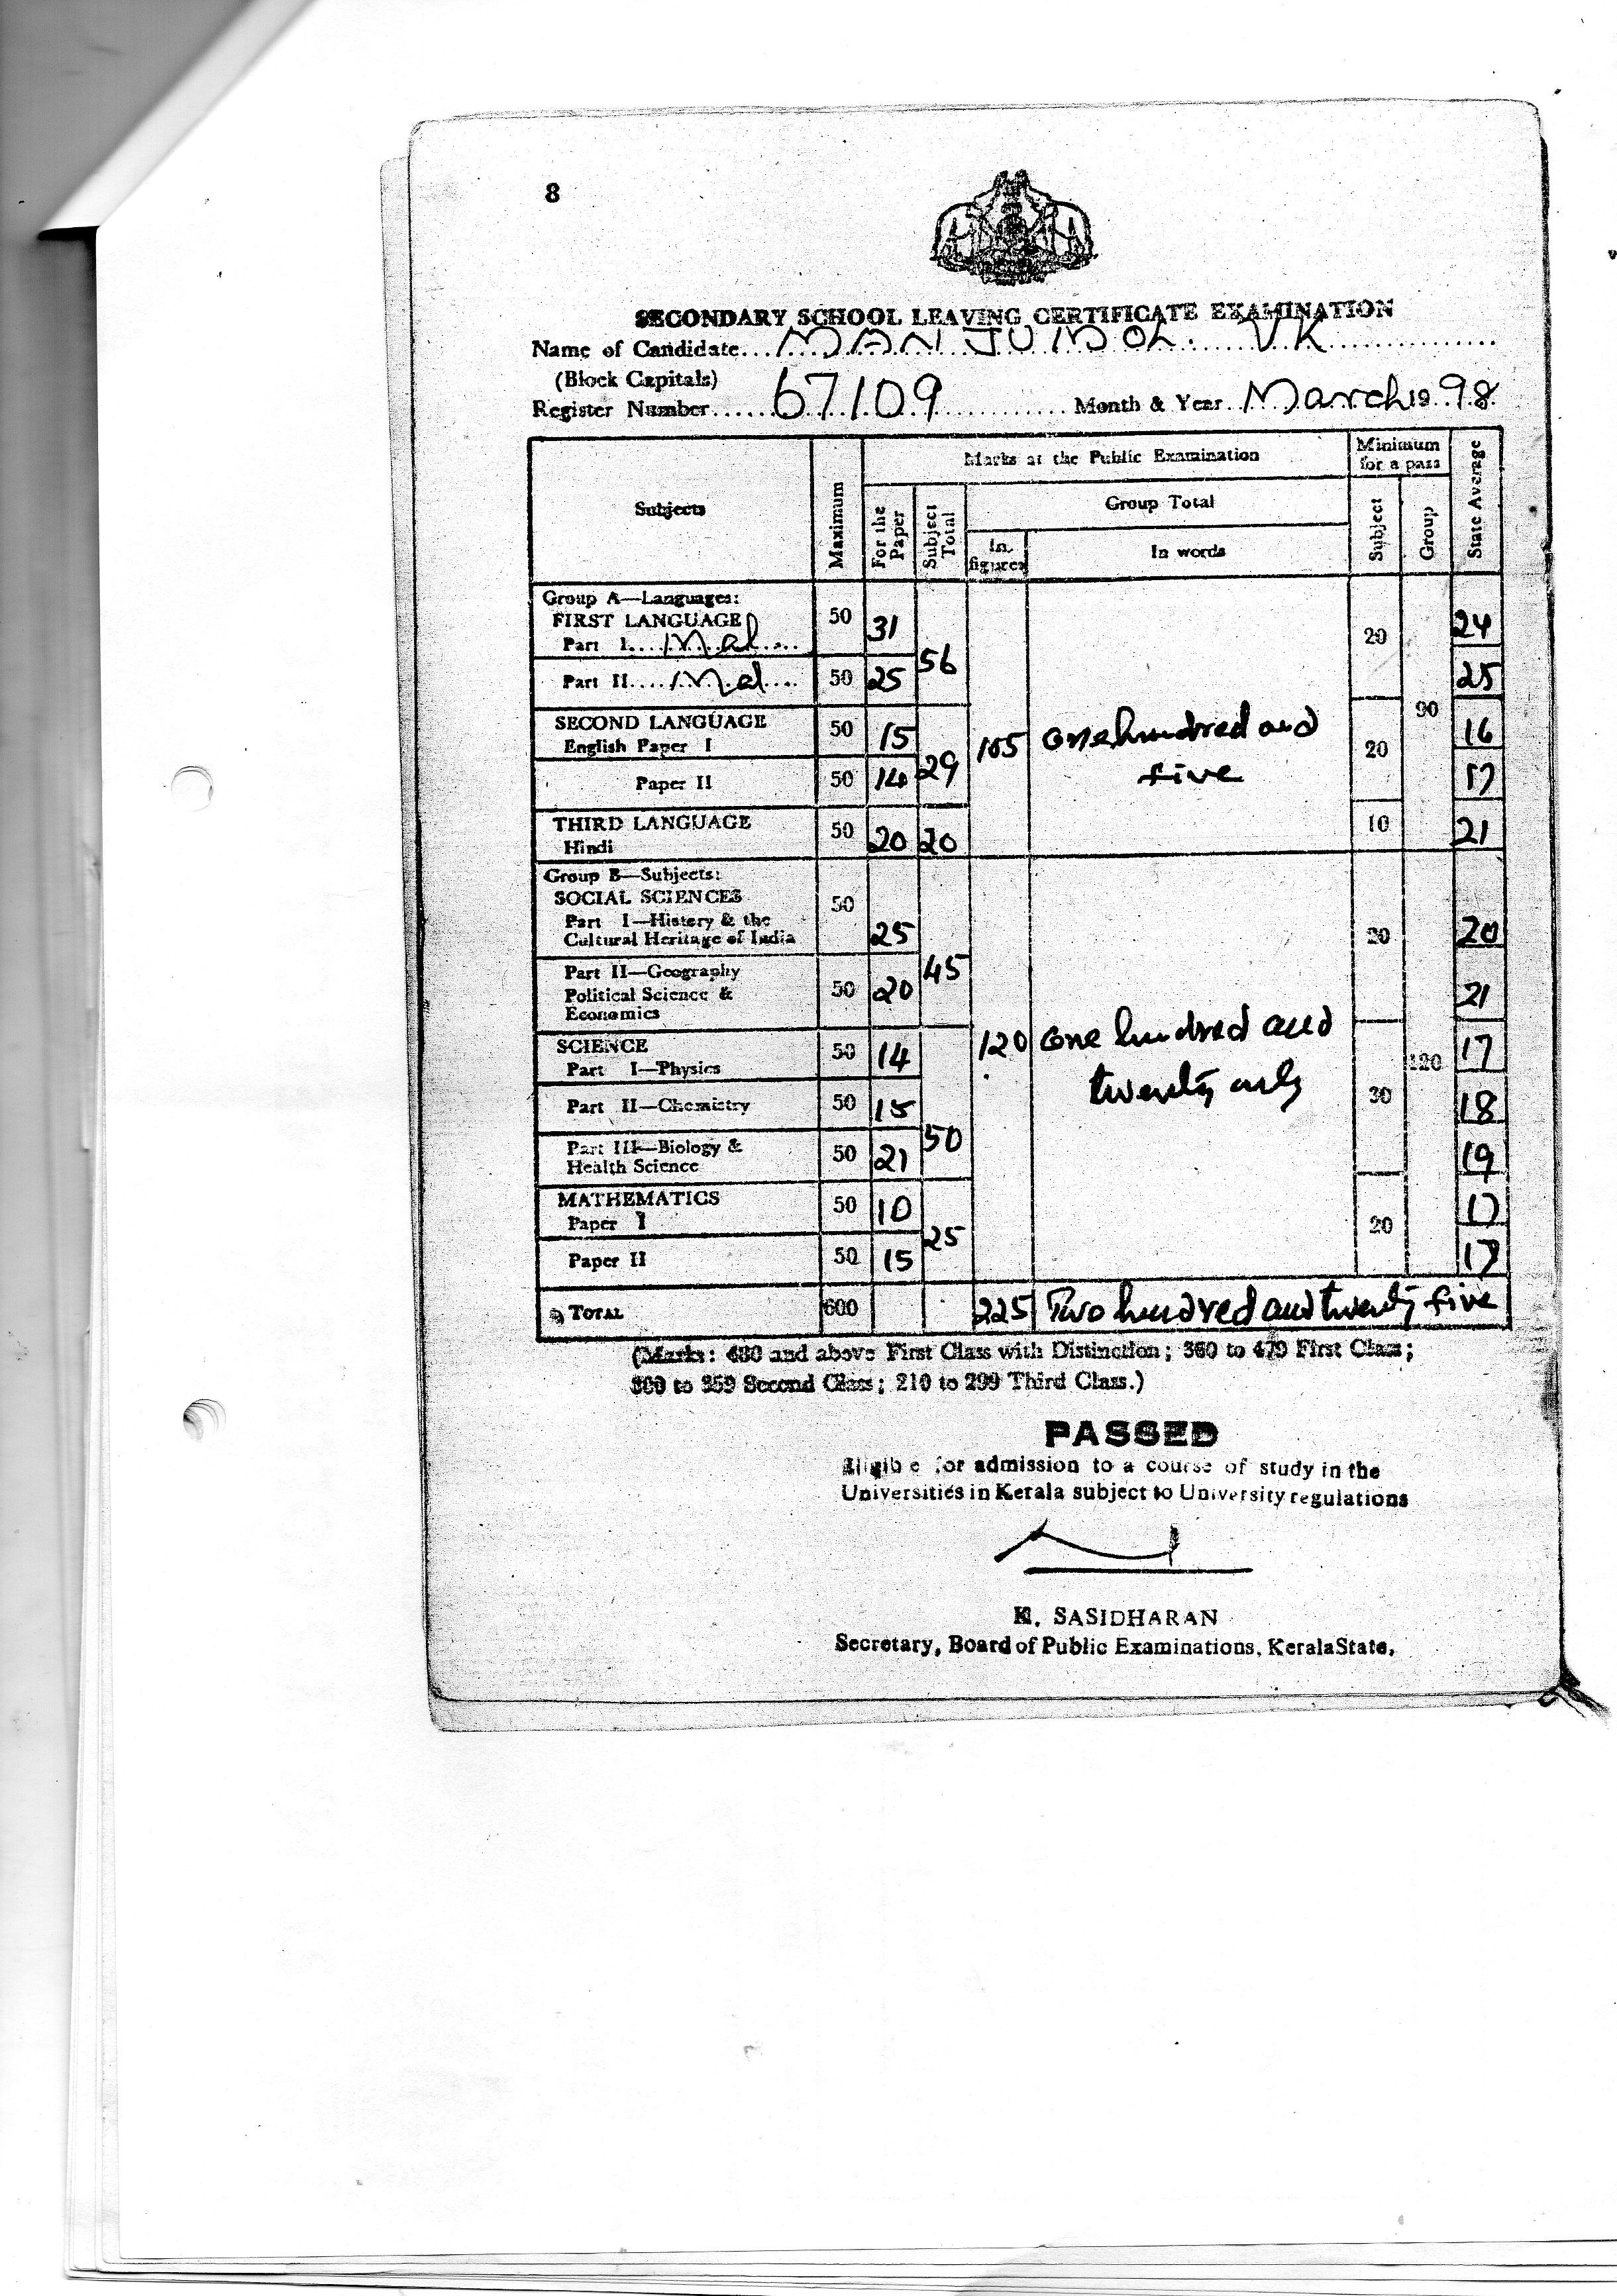 8
SECONDARY SCHOOL LEAVING CERTIFICATE EXAMINATION
Name of Candidate... MANJUMOL. VK
(Block Capitals)
Register Number...... 67109 Month & Year.. March 19 98
Subjects Maximum Marks at the Public Examination Minimum for a pass State Average
For the Paper Subject Total Group Total Subject Group
In figures In words
Group A—Languages:
FIRST LANGUAGE
Part I.... Mal .... 50 31 20 24
56
Part II.... Mal .... 50 25 25
SECOND LANGUAGE
English Paper I 50 15 105 one hundred and five 20 90 16
29
Paper II 50 14 17
THIRD LANGUAGE
Hindi 50 20 20 10 21
Group B—Subjects:
SOCIAL SCIENCES
Part I—History & the
Cultural Heritage of India 50 25 20 20
45
Part II—Geography
Political Science &
Economics 50 20 21
SCIENCE
Part I—Physics 50 14 120 one hundred and twenty only 120 17
Part II—Chemistry 50 15 30 18
50
Part III—Biology &
Health Science 50 21 19
MATHEMATICS
Paper I 50 10 20 17
25
Paper II 50 15 17
TOTAL 600 225 Two hundred and twenty five
(Marks: 480 and above First Class with Distinction; 360 to 479 First Class;
300 to 359 Second Class; 210 to 299 Third Class.)
PASSED
Eligible for admission to a course of study in the
Universities in Kerala subject to University regulations
K. SASIDHARAN
Secretary, Board of Public Examinations, Kerala State,